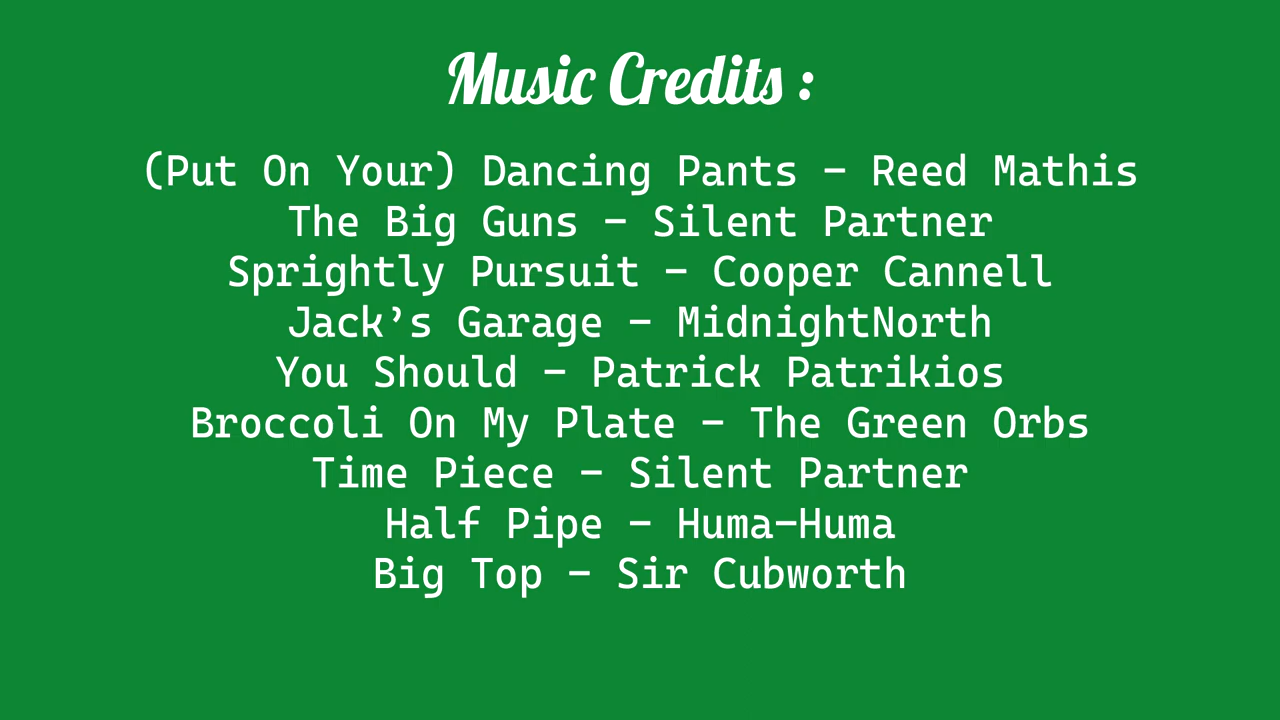 Music Credits :
(Put On Your) Dancing Pants – Reed Mathis
The Big Guns – Silent Partner
Sprightly Pursuit – Cooper Cannell
Jack’s Garage – MidnightNorth
You Should – Patrick Patrikios
Broccoli On My Plate – The Green Orbs
Time Piece – Silent Partner
Half Pipe – Huma–Huma
Big Top – Sir Cubworth